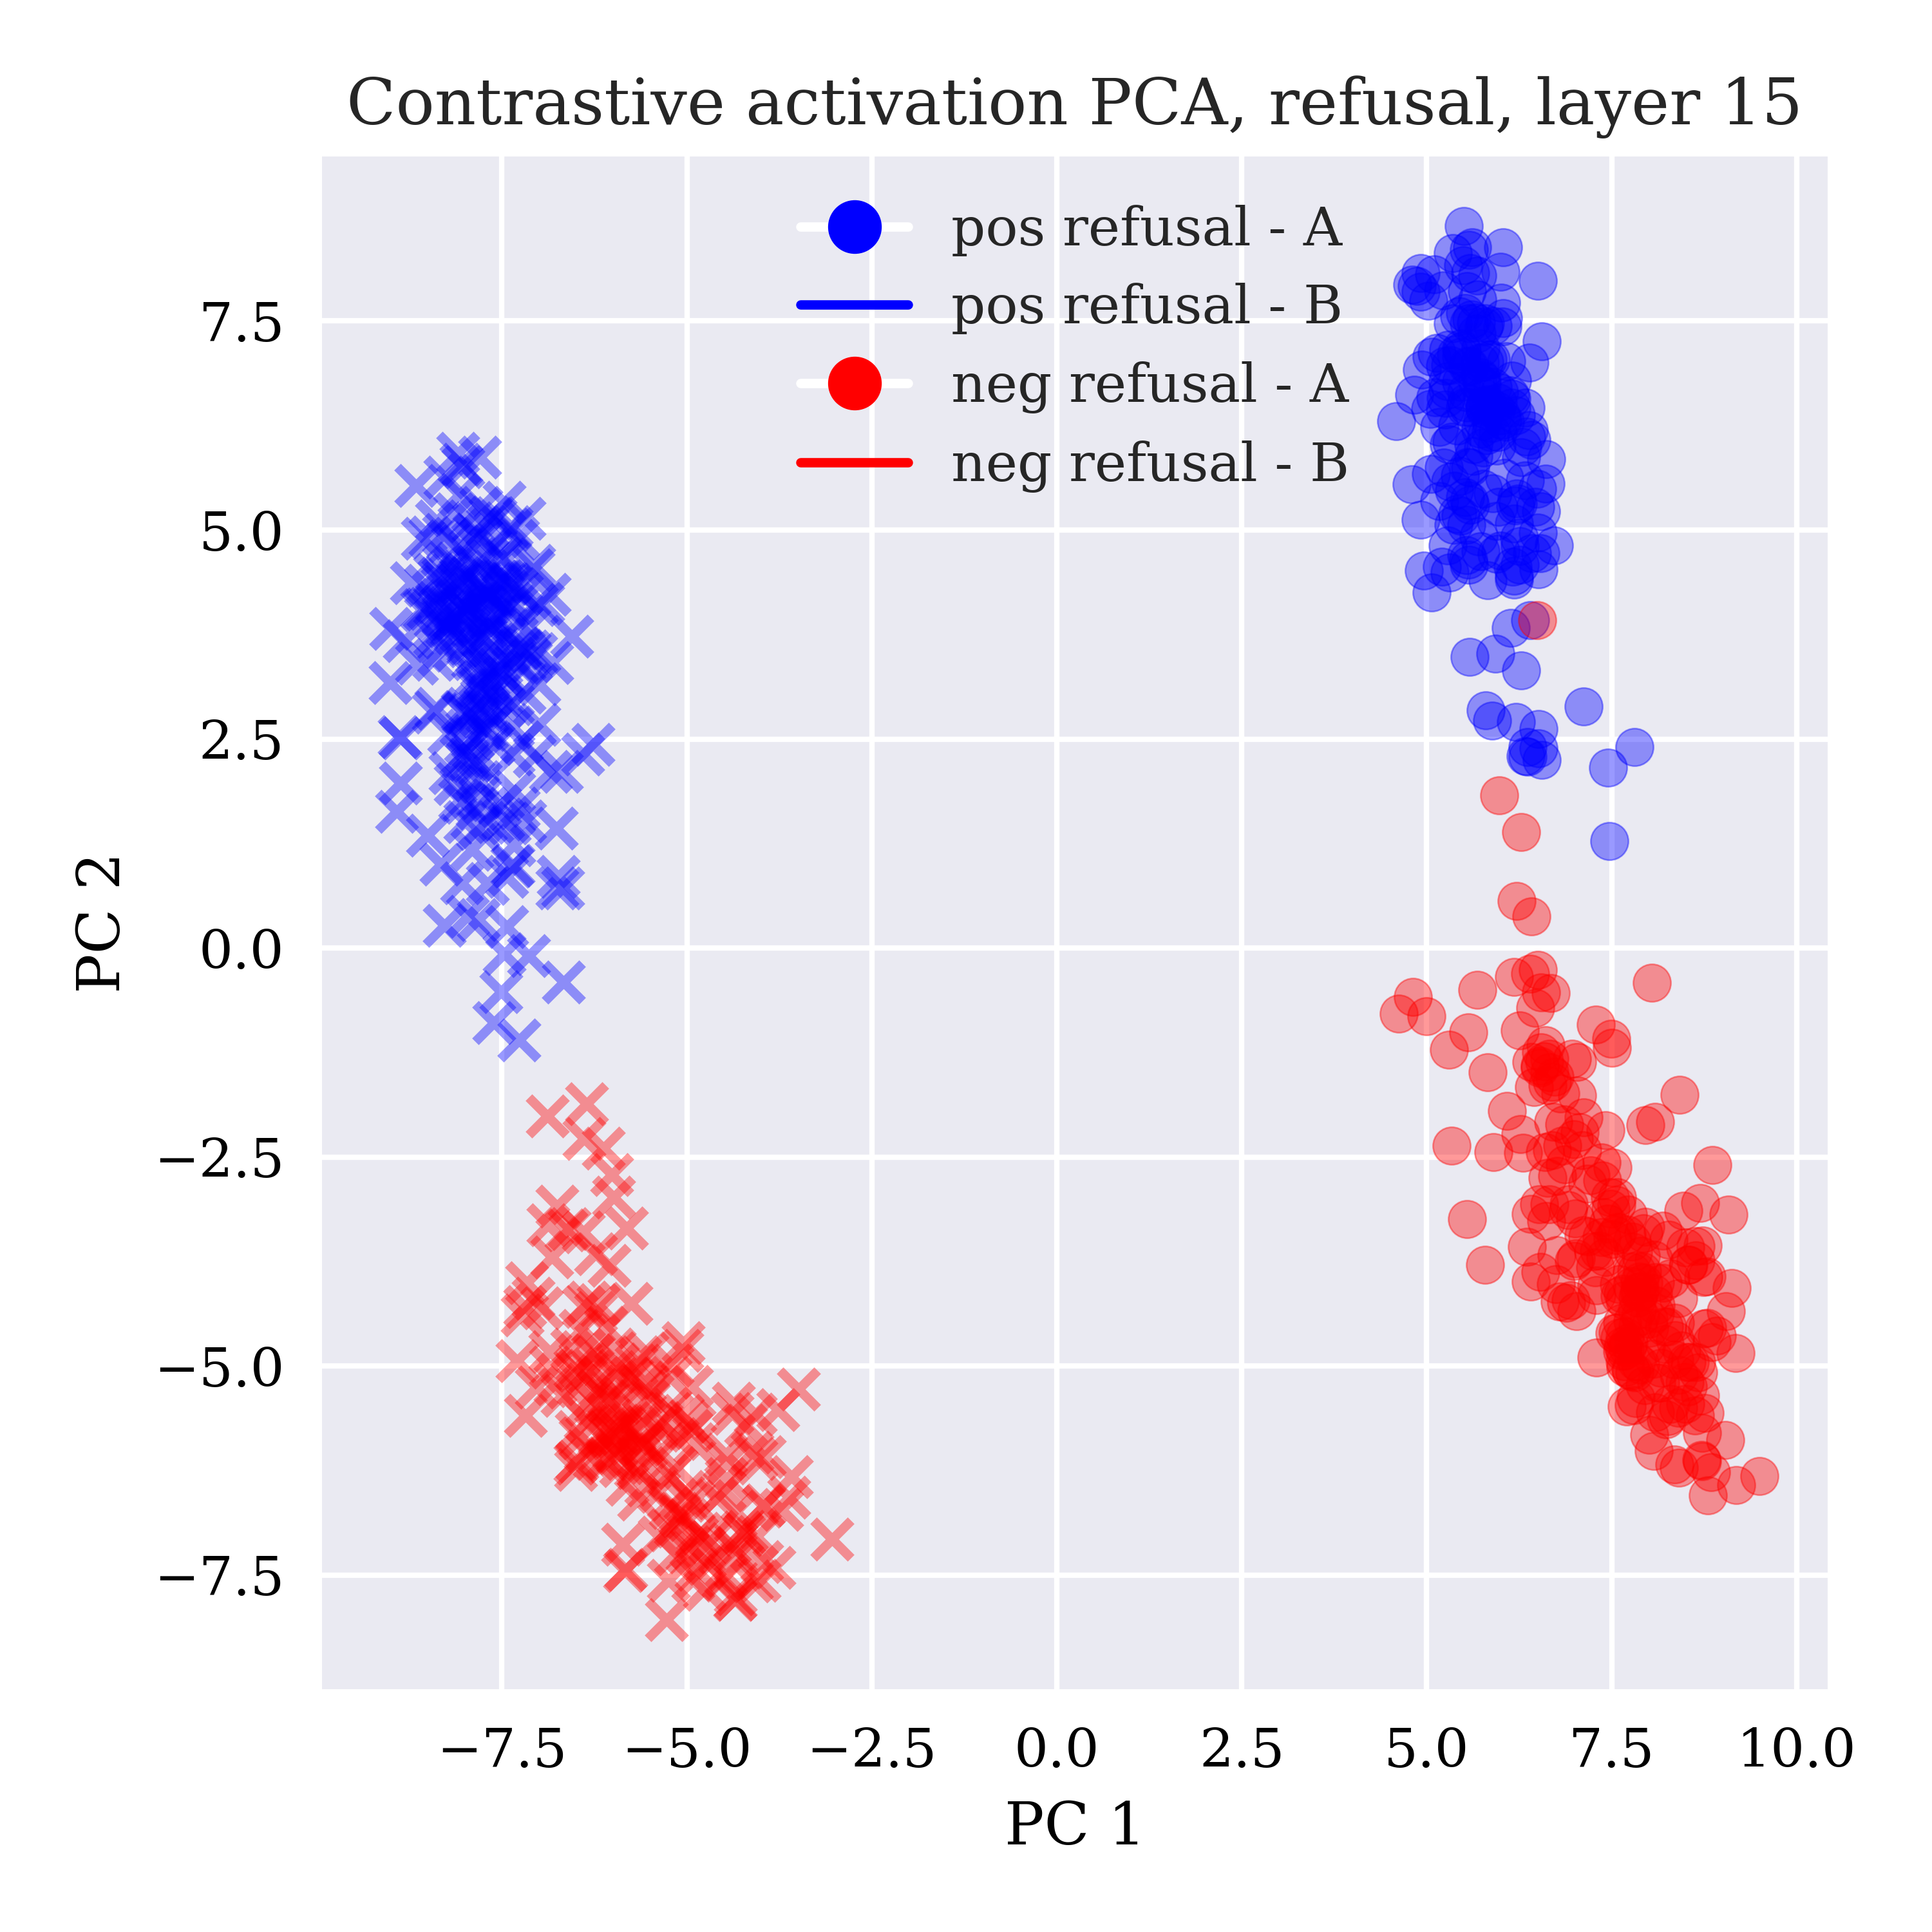 Contrastive activation PCA, refusal, layer 15
pos refusal - A
pos refusal - B
neg refusal - A
neg refusal - B
7.5
5.0
2.5
0.0
−2.5
−5.0
−7.5
PC 2
−7.5 −5.0 −2.5 0.0 2.5 5.0 7.5 10.0
PC 1